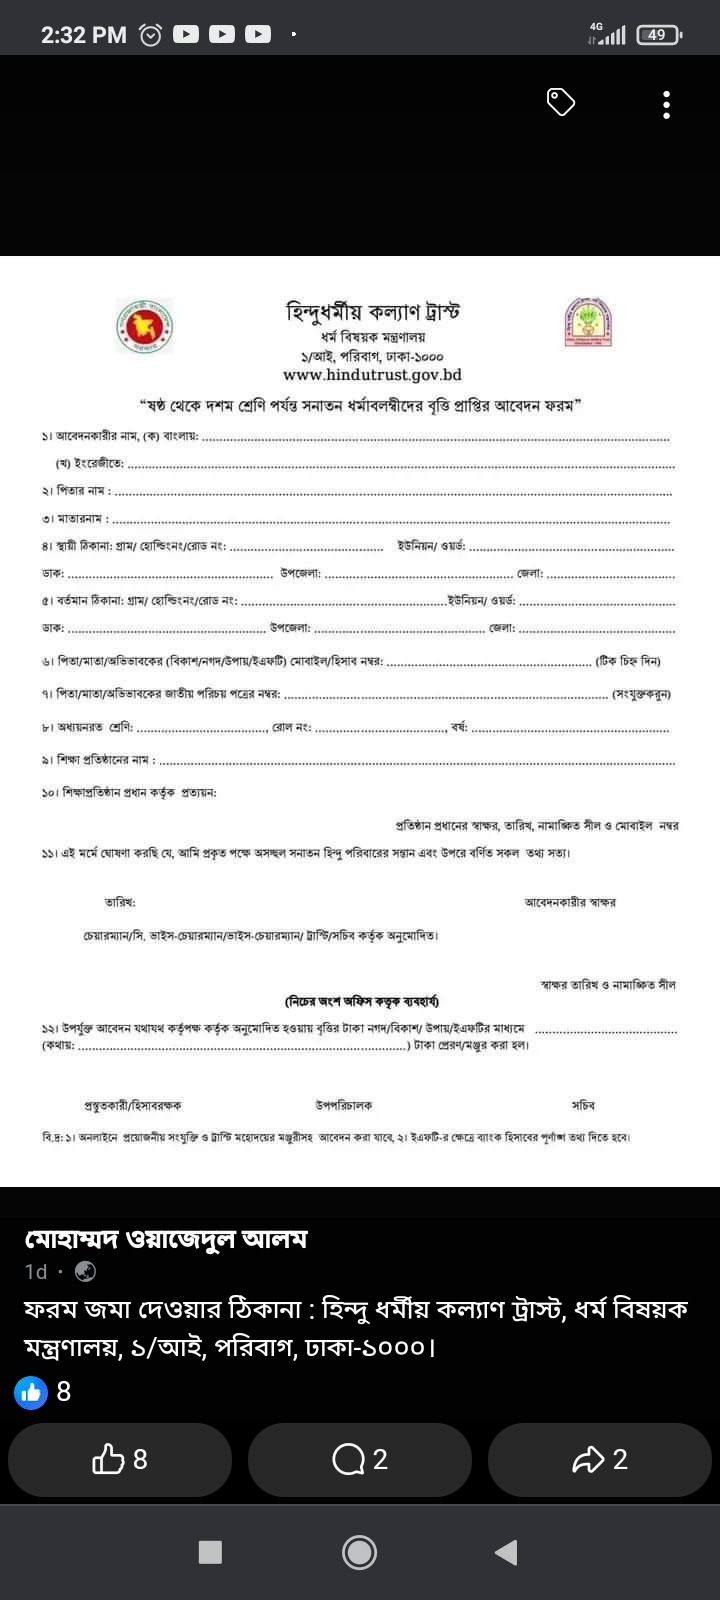 2:32 PM
4G
49
হিন্দুধর্মীয় কল্যাণ ট্রাস্ট
ধর্ম বিষয়ক মন্ত্রণালয়
১/আই, পরিবাগ, ঢাকা-১০০০
www.hindutrust.gov.bd
“ষষ্ঠ থেকে দশম শ্রেণি পর্যন্ত সনাতন ধর্মাবলম্বীদের বৃত্তি প্রাপ্তির আবেদন ফরম”
১। আবেদনকারীর নাম, (ক) বাংলায়: ........................................
(খ) ইংরেজীতে: ........................................
২। পিতার নাম : ........................................
৩। মাতারনাম : ........................................
৪। স্থায়ী ঠিকানা: গ্রাম/ হোল্ডিংনং/রোড নং: .................... ইউনিয়ন/ ওয়র্ড: ....................
ডাক: .................... উপজেলা: .................... জেলা: ....................
৫। বর্তমান ঠিকানা: গ্রাম/ হোল্ডিংনং/রোড নং: ....................ইউনিয়ন/ ওয়র্ড: ....................
ডাক: .................... উপজেলা: .................... জেলা: ....................
৬। পিতা/মাতা/অভিভাবকের (বিকাশ/নগদ/উপায়/ইএফটি) মোবাইল/হিসাব নম্বর: .................... (টিক চিহ্ন দিন)
৭। পিতা/মাতা/অভিভাবকের জাতীয় পরিচয় পত্রের নম্বর: .................... (সংযুক্তকরুন)
৮। অধ্যয়নরত শ্রেণি: ...................., রোল নং: ...................., বর্ষ: ....................
৯। শিক্ষা প্রতিষ্ঠানের নাম : ........................................
১০। শিক্ষাপ্রতিষ্ঠান প্রধান কর্তৃক প্রত্যয়ন:
প্রতিষ্ঠান প্রধানের স্বাক্ষর, তারিখ, নামাঙ্কিত সীল ও মোবাইল নম্বর
১১। এই মর্মে ঘোষণা করছি যে, আমি প্রকৃত পক্ষে অসচ্ছল সনাতন হিন্দু পরিবারের সন্তান এবং উপরে বর্ণিত সকল তথ্য সত্য।
তারিখ: আবেদনকারীর স্বাক্ষর
চেয়ারম্যান/সি. ভাইস-চেয়ারম্যান/ভাইস-চেয়ারম্যান/ ট্রাস্টি/সচিব কর্তৃক অনুমোদিত।
স্বাক্ষর তারিখ ও নামাঙ্কিত সীল
(নিচের অংশ অফিস কতৃক ব্যবহার্য)
১২। উপর্যুক্ত আবেদন যথাযথ কর্তৃপক্ষ কর্তৃক অনুমোদিত হওয়ায় বৃত্তির টাকা নগদ/বিকাশ/ উপায়/ইএফটির মাধ্যমে ....................
(কথায়: ........................................) টাকা প্রেরণ/মঞ্জুর করা হল।
প্রস্তুতকারী/হিসাবরক্ষক উপপরিচালক সচিব
বি.দ্র: ১। অনলাইনে প্রয়োজনীয় সংযুক্তি ও ট্রাস্টি মহোদয়ের মঞ্জুরীসহ আবেদন করা যাবে, ২। ইএফটি-র ক্ষেত্রে ব্যাংক হিসাবের পূর্ণাঙ্গ তথ্য দিতে হবে।
মোহাম্মদ ওয়াজেদুল আলম
1d ·
ফরম জমা দেওয়ার ঠিকানা : হিন্দু ধর্মীয় কল্যাণ ট্রাস্ট, ধর্ম বিষয়ক
মন্ত্রণালয়, ১/আই, পরিবাগ, ঢাকা-১০০০।
8
8 2 2